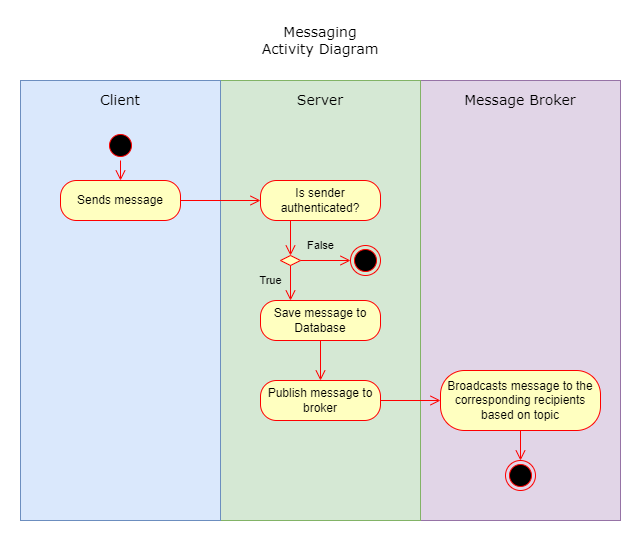 Messaging
Activity Diagram
Client
Server
Message Broker
Sends message
Is sender
authenticated?
False
True
Save message to
Database
Publish message to
broker
Broadcasts message to the
corresponding recipients
based on topic